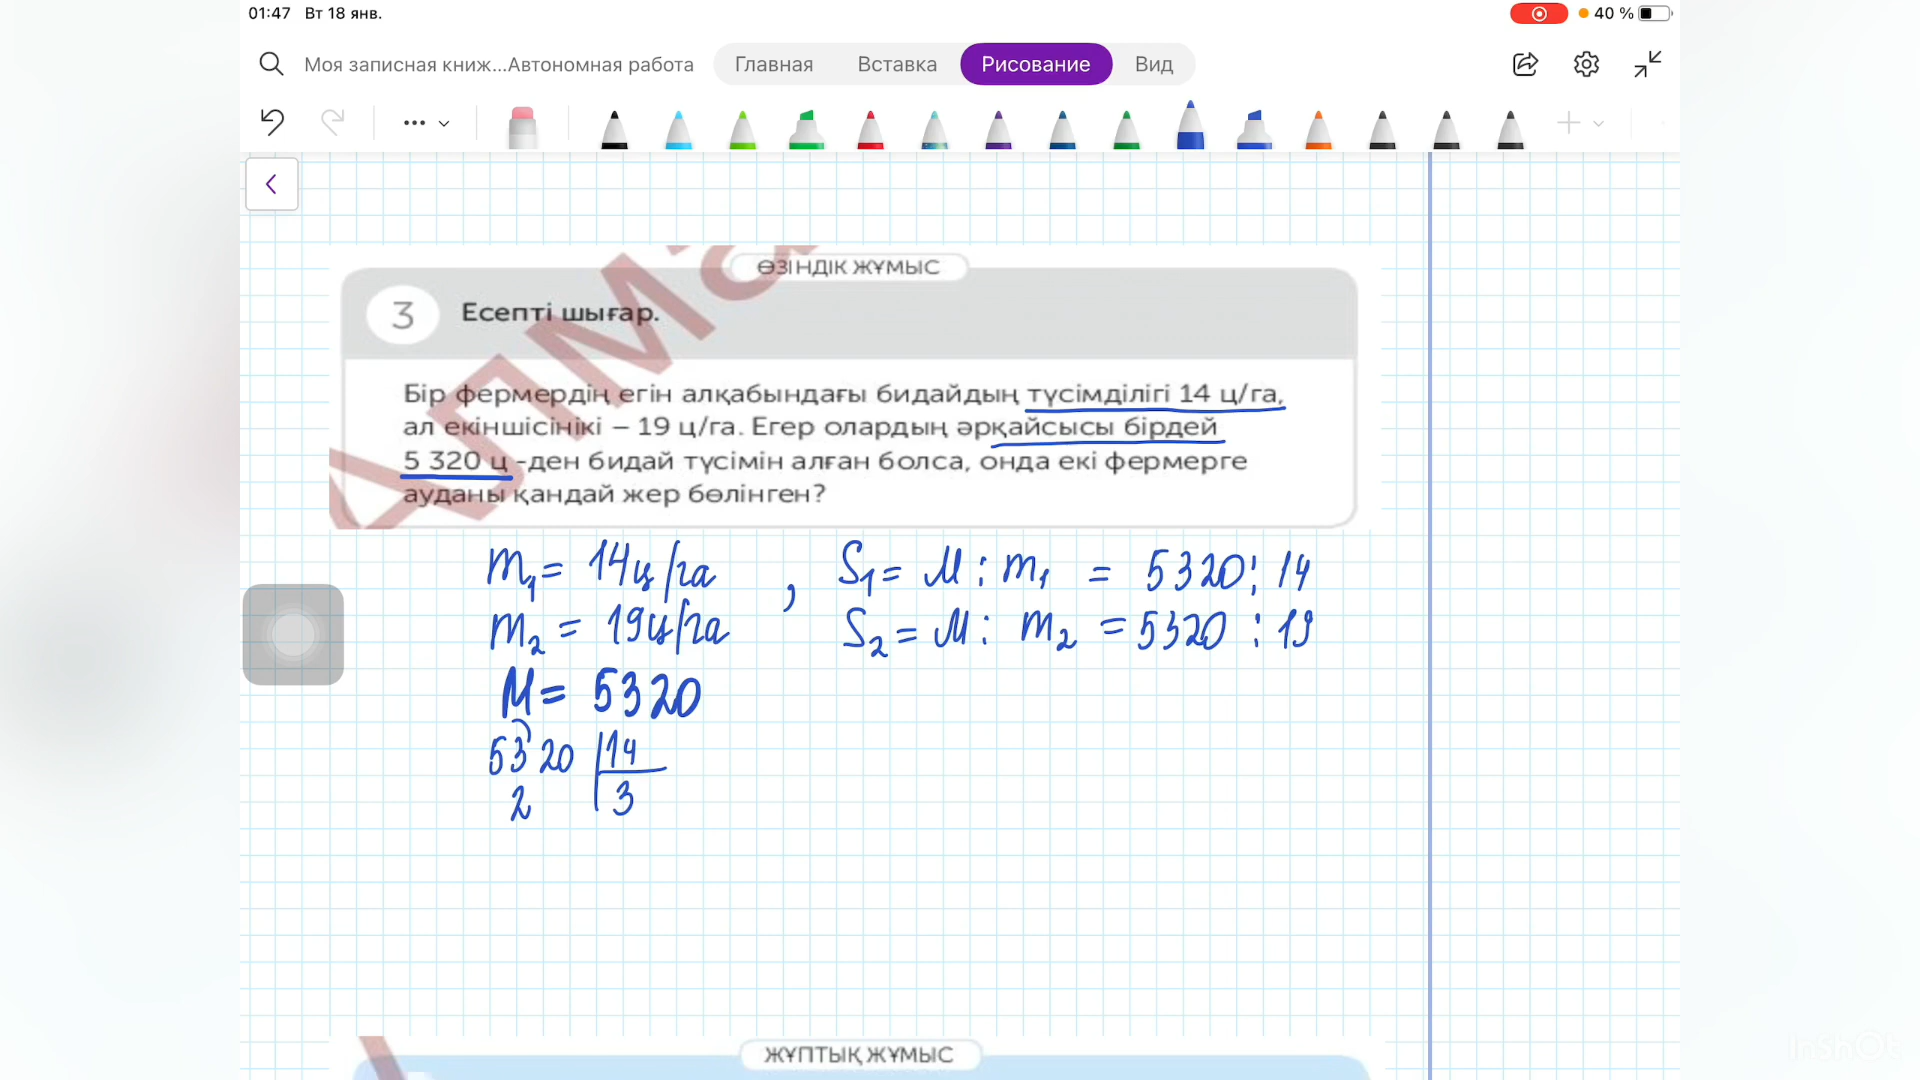 01:47 Вт 18 янв.
40 %
Моя записная книж...Автономная работа
Главная Вставка Рисование Вид
ӨЗІНДІК ЖҰМЫС
3 Есепті шығар.
Бір фермердің егін алқабындағы бидайдың түсімділігі 14 ц/га,
ал екіншісінікі – 19 ц/га. Егер олардың әрқайсысы бірдей
5 320 ц -ден бидай түсімін алған болса, онда екі фермерге
ауданы қандай жер бөлінген?
m₁ = 14ц/га , S₁ = M : m₁ = 5320 : 14
m₂ = 19ц/га S₂ = M : m₂ = 5320 : 19
M = 5320
5320 14
2 3
ЖҰПТЫҚ ЖҰМЫС
InshOt